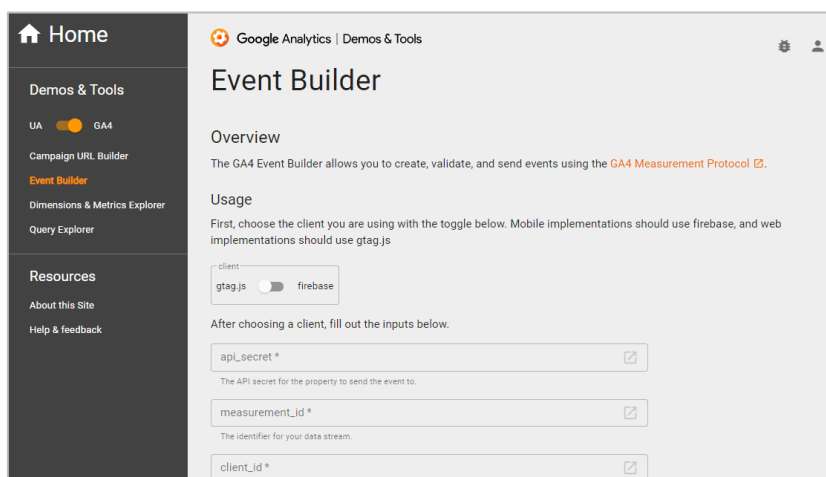 Home
Demos & Tools
UA GA4
Campaign URL Builder
Event Builder
Dimensions & Metrics Explorer
Query Explorer
Resources
About this Site
Help & feedback
Google Analytics | Demos & Tools
Event Builder
Overview
The GA4 Event Builder allows you to create, validate, and send events using the GA4 Measurement Protocol.
Usage
First, choose the client you are using with the toggle below. Mobile implementations should use firebase, and web
implementations should use gtag.js
client
gtag.js firebase
After choosing a client, fill out the inputs below.
api_secret *
The API secret for the property to send the event to.
measurement_id *
The identifier for your data stream.
client_id *